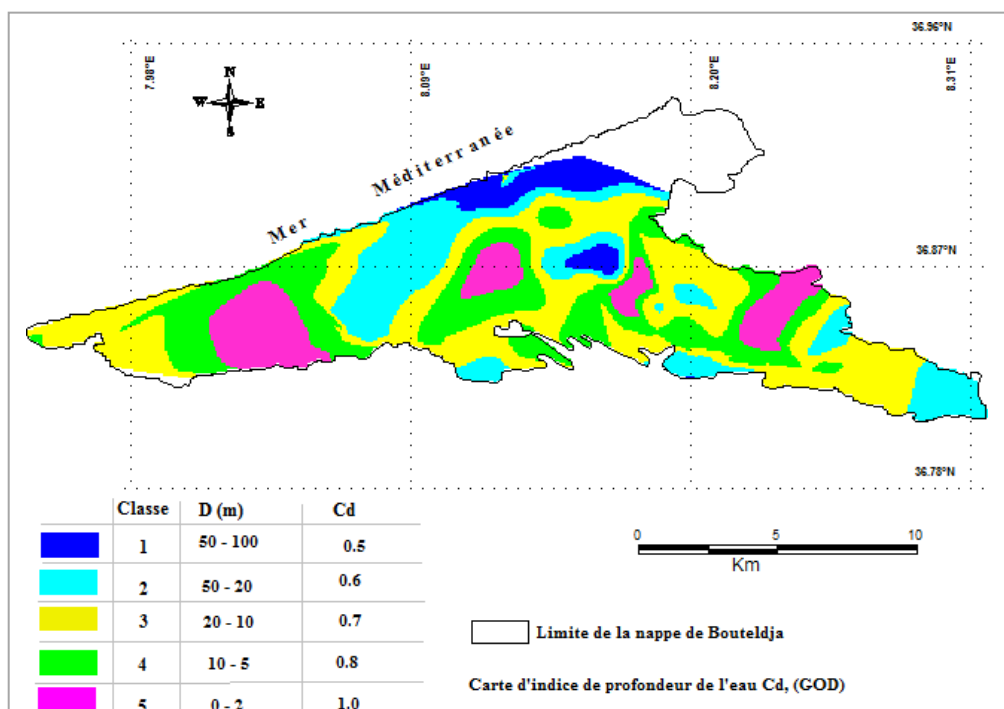 36.96°N
7.98°E
8.09°E
8.20°E
8.31°E
N
W E
S
Mer Méditerranée
36.87°N
36.78°N
Classe D (m) Cd
1 50 - 100 0.5
2 50 - 20 0.6
3 20 - 10 0.7
4 10 - 5 0.8
5 0 - 2 1.0
0 5 10
Km
Limite de la nappe de Bouteldja
Carte d'indice de profondeur de l'eau Cd, (GOD)